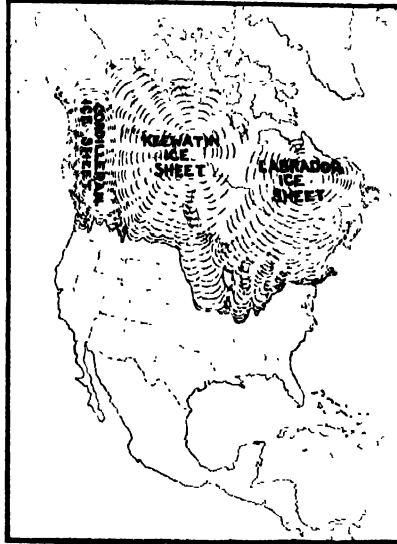 CORDILLERAN
ICE SHEET
KEEWATIN
ICE
SHEET
LABRADOR
ICE
SHEET